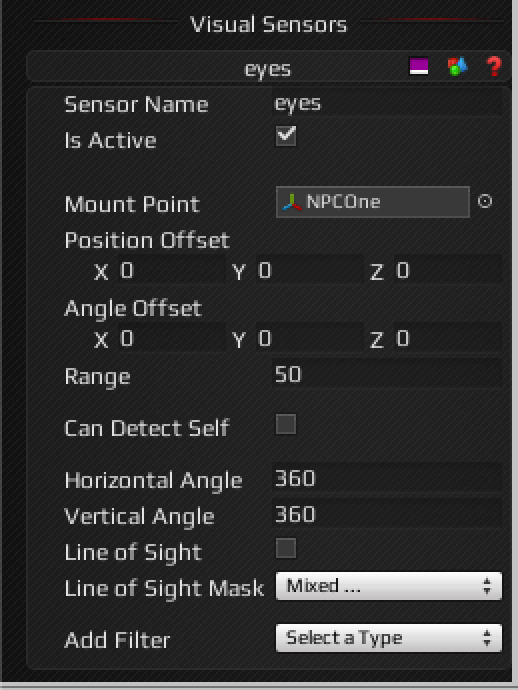 Visual Sensors
eyes ?
Sensor Name eyes
Is Active
Mount Point NPCOne
Position Offset
X 0 Y 0 Z 0
Angle Offset
X 0 Y 0 Z 0
Range 50
Can Detect Self
Horizontal Angle 360
Vertical Angle 360
Line of Sight
Line of Sight Mask Mixed ...
Add Filter Select a Type